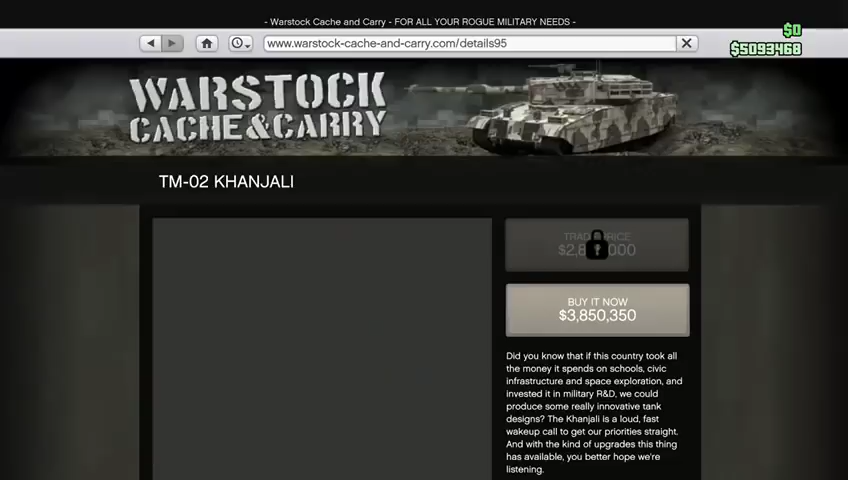 - Warstock Cache and Carry - FOR ALL YOUR ROGUE MILITARY NEEDS -
$0
www.warstock-cache-and-carry.com/details95
$5093468
WARSTOCK
CACHE&CARRY
TM-02 KHANJALI
BUY IT NOW
$3,850,350
Did you know that if this country took all
the money it spends on schools, civic
infrastructure and space exploration, and
invested it in military R&D, we could
produce some really innovative tank
designs? The Khanjali is a loud, fast
wakeup call to get our priorities straight.
And with the kind of upgrades this thing
has available, you better hope we're
listening.